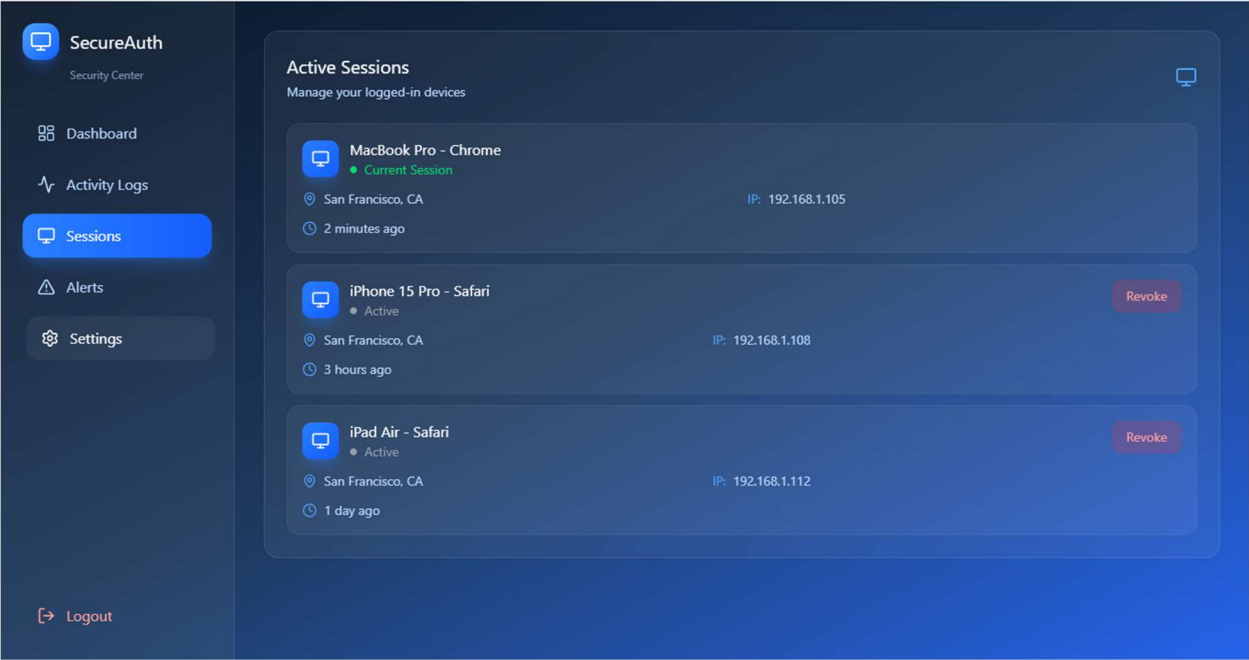 SecureAuth
Security Center
Dashboard
Activity Logs
Sessions
Alerts
Settings
Logout
Active Sessions
Manage your logged-in devices
MacBook Pro - Chrome
Current Session
San Francisco, CA IP: 192.168.1.105
2 minutes ago
iPhone 15 Pro - Safari Revoke
Active
San Francisco, CA IP: 192.168.1.108
3 hours ago
iPad Air - Safari Revoke
Active
San Francisco, CA IP: 192.168.1.112
1 day ago